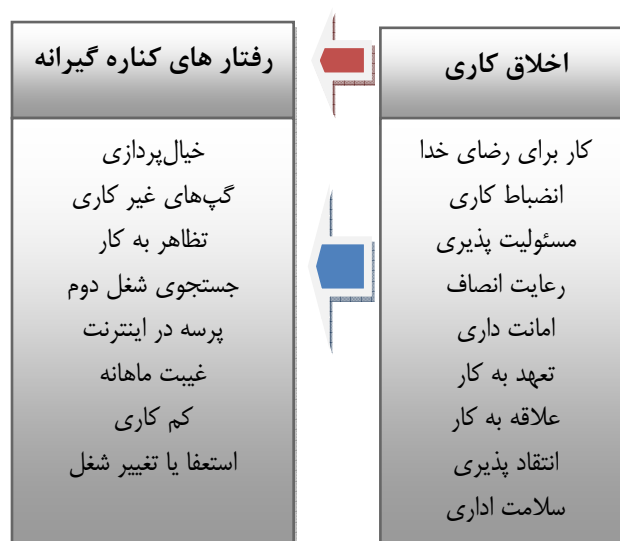 اخلاق کاری
کار برای رضای خدا
انضباط کاری
مسئولیت پذیری
رعایت انصاف
امانت داری
تعهد به کار
علاقه به کار
انتقاد پذیری
سلامت اداری
رفتار های کناره گیرانه
خیال‌پردازی
گپ‌های غیر کاری
تظاهر به کار
جستجوی شغل دوم
پرسه در اینترنت
غیبت ماهانه
کم کاری
استعفا یا تغییر شغل